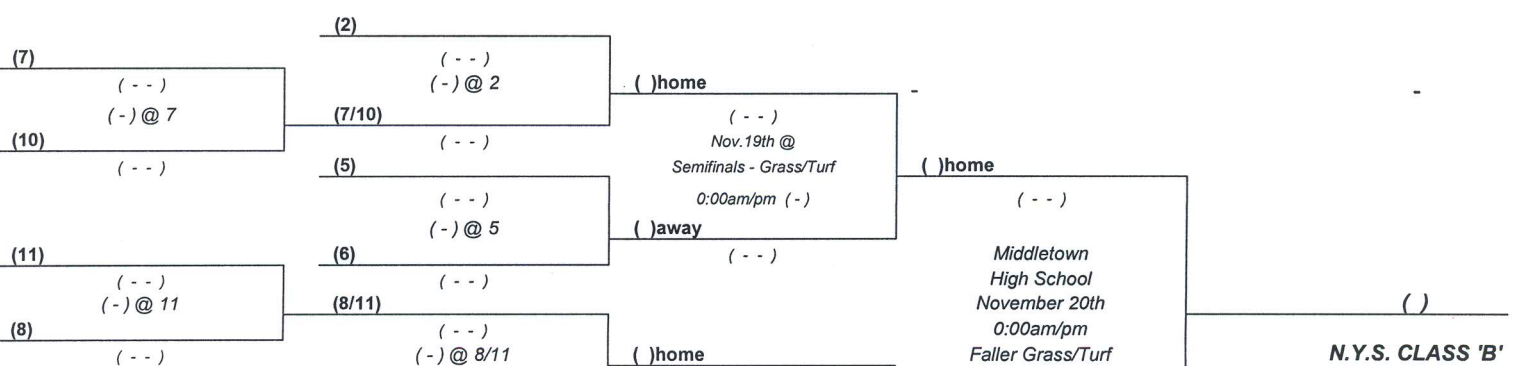 (2)
(7)
( - - )
( - - )
( - ) @ 2
( )home
-
-
( - ) @ 7
(7/10)
( - - )
(10)
( - - )
Nov.19th @
( - - )
(5)
Semifinals - Grass/Turf
( )home
( - - )
0:00am/pm ( - )
( - - )
( - ) @ 5
( )away
(11)
(6)
( - - )
Middletown
( - - )
( - - )
High School
( - ) @ 11
(8/11)
November 20th
( )
(8)
( - - )
0:00am/pm
( - - )
( - ) @ 8/11
( )home
Faller Grass/Turf
N.Y.S. CLASS 'B'